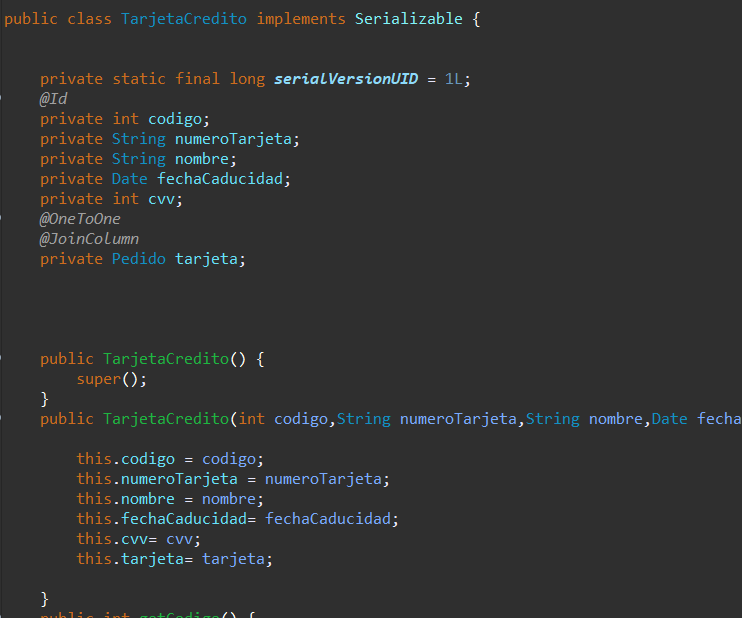 public class TarjetaCredito implements Serializable {
private static final long serialVersionUID = 1L;
@Id
private int codigo;
private String numeroTarjeta;
private String nombre;
private Date fechaCaducidad;
private int cvv;
@OneToOne
@JoinColumn
private Pedido tarjeta;
public TarjetaCredito() {
super();
}
public TarjetaCredito(int codigo,String numeroTarjeta,String nombre,Date fecha
this.codigo = codigo;
this.numeroTarjeta = numeroTarjeta;
this.nombre = nombre;
this.fechaCaducidad= fechaCaducidad;
this.cvv= cvv;
this.tarjeta= tarjeta;
}
public int getCodigo() {